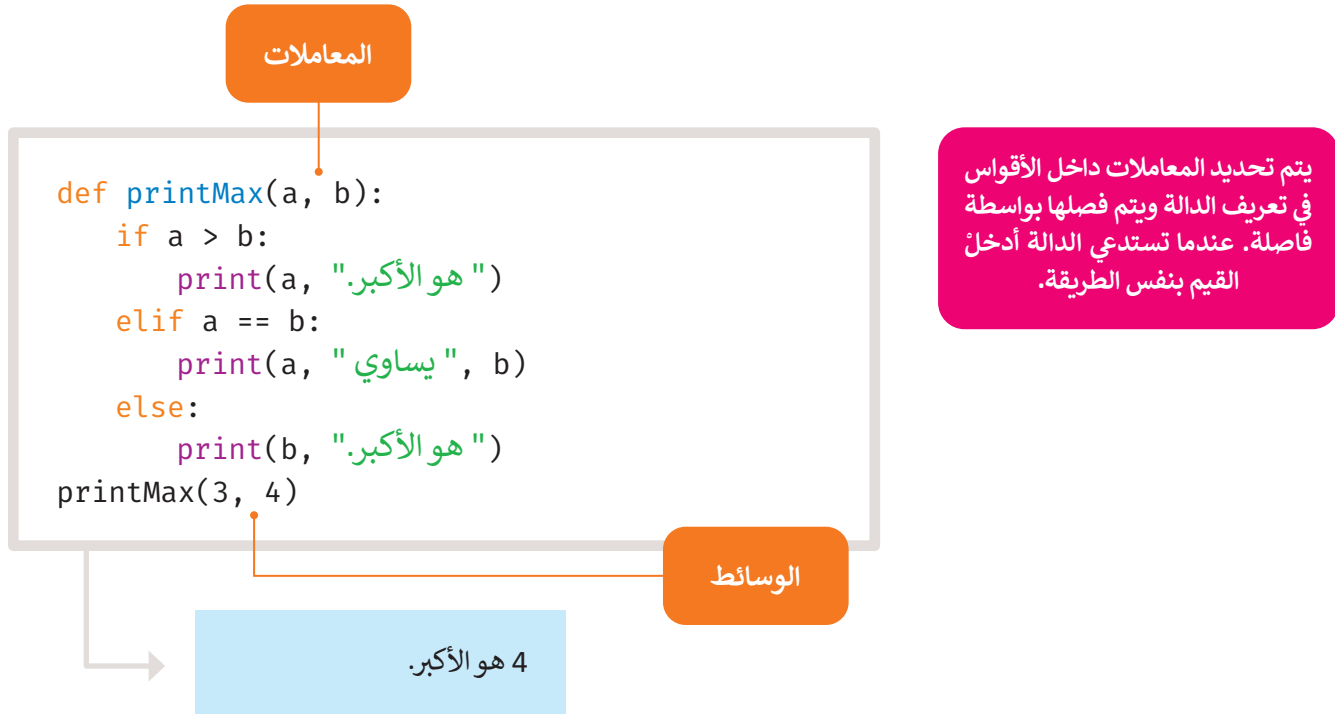 المعاملات
def printMax(a, b):
    if a > b:
        print(a, "هو الأكبر.")
    elif a == b:
        print(a, "يساوي", b)
    else:
        print(b, "هو الأكبر.")
printMax(3, 4)
الوسائط
4 هو الأكبر.
يتم تحديد المعاملات داخل الأقواس
في تعريف الدالة ويتم فصلها بواسطة
فاصلة. عندما تستدعي الدالة أدخلْ
القيم بنفس الطريقة.